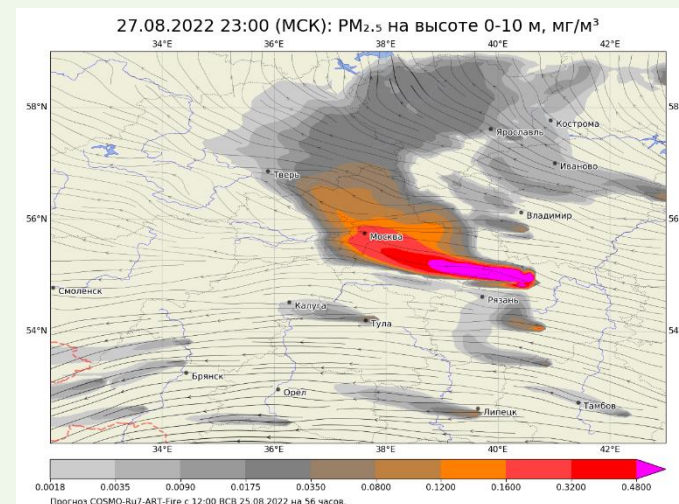 27.08.2022 23:00 (МСК): PM₂.₅ на высоте 0-10 м, мг/м³
34°E 36°E 38°E 40°E 42°E
58°N 58°N
Кострома
Ярославль
Иваново
Тверь
56°N 56°N
Владимир
Москва
Смоленск
Рязань
Калуга
54°N 54°N
Тула
Брянск
Орёл
Тамбов
Липецк
34°E 36°E 38°E 40°E 42°E
0.0018 0.0035 0.0090 0.0175 0.0350 0.0550 0.0800 0.1200 0.1600 0.3200 0.4800
Прогноз COSMO-Ru7-ART-Fire с 12:00 ВСВ 25.08.2022 на 56 часов.